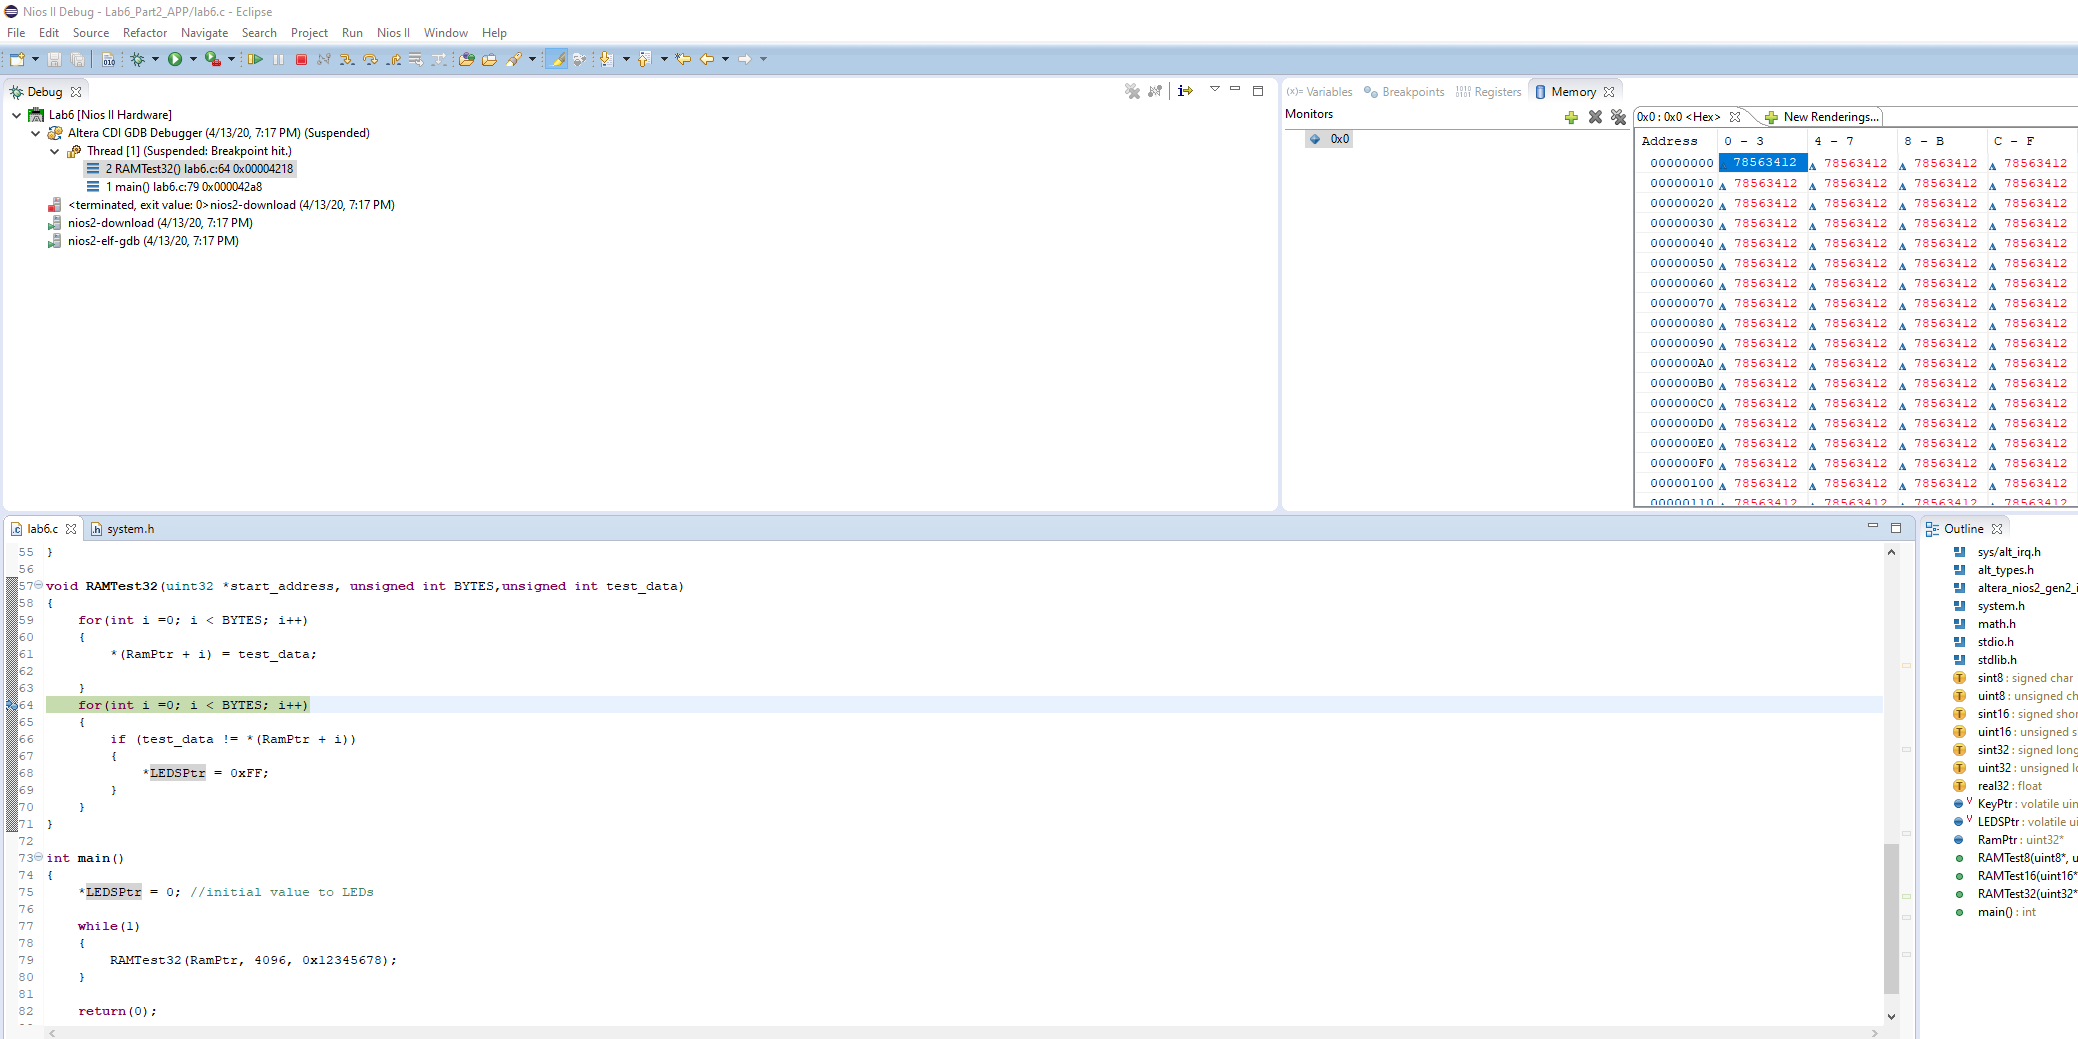 Nios II Debug - Lab6_Part2_APP/lab6.c - Eclipse
File Edit Source Refactor Navigate Search Project Run Nios II Window Help
Debug
Lab6 [Nios II Hardware]
Altera CDI GDB Debugger (4/13/20, 7:17 PM) (Suspended)
Thread [1] (Suspended: Breakpoint hit.)
2 RAMTest32() lab6.c:64 0x00004218
1 main() lab6.c:79 0x000042a8
<terminated, exit value: 0>nios2-download (4/13/20, 7:17 PM)
nios2-download (4/13/20, 7:17 PM)
nios2-elf-gdb (4/13/20, 7:17 PM)
(x)= Variables Breakpoints Registers Memory
Monitors
0x0
0x0 : 0x0 <Hex> New Renderings...
Address 0 - 3 4 - 7 8 - B C - F
00000000 78563412 78563412 78563412 78563412
00000010 78563412 78563412 78563412 78563412
00000020 78563412 78563412 78563412 78563412
00000030 78563412 78563412 78563412 78563412
00000040 78563412 78563412 78563412 78563412
00000050 78563412 78563412 78563412 78563412
00000060 78563412 78563412 78563412 78563412
00000070 78563412 78563412 78563412 78563412
00000080 78563412 78563412 78563412 78563412
00000090 78563412 78563412 78563412 78563412
000000A0 78563412 78563412 78563412 78563412
000000B0 78563412 78563412 78563412 78563412
000000C0 78563412 78563412 78563412 78563412
000000D0 78563412 78563412 78563412 78563412
000000E0 78563412 78563412 78563412 78563412
000000F0 78563412 78563412 78563412 78563412
00000100 78563412 78563412 78563412 78563412
00000110 78563412 78563412 78563412 78563412
lab6.c system.h
55 }
56
57 void RAMTest32(uint32 *start_address, unsigned int BYTES,unsigned int test_data)
58 {
59 for(int i =0; i < BYTES; i++)
60 {
61 *(RamPtr + i) = test_data;
62
63 }
64 for(int i =0; i < BYTES; i++)
65 {
66 if (test_data != *(RamPtr + i))
67 {
68 *LEDSPtr = 0xFF;
69 }
70 }
71 }
72
73 int main()
74 {
75 *LEDSPtr = 0; //initial value to LEDs
76
77 while(1)
78 {
79 RAMTest32(RamPtr, 4096, 0x12345678);
80 }
81
82 return(0);
Outline
sys/alt_irq.h
alt_types.h
altera_nios2_gen2_i
system.h
math.h
stdio.h
stdlib.h
sint8 : signed char
uint8 : unsigned ch
sint16 : signed shor
uint16 : unsigned s
sint32 : signed long
uint32 : unsigned lo
real32 : float
KeyPtr : volatile uin
LEDSPtr : volatile ui
RamPtr : uint32*
RAMTest8(uint8*, u
RAMTest16(uint16*
RAMTest32(uint32*
main() : int